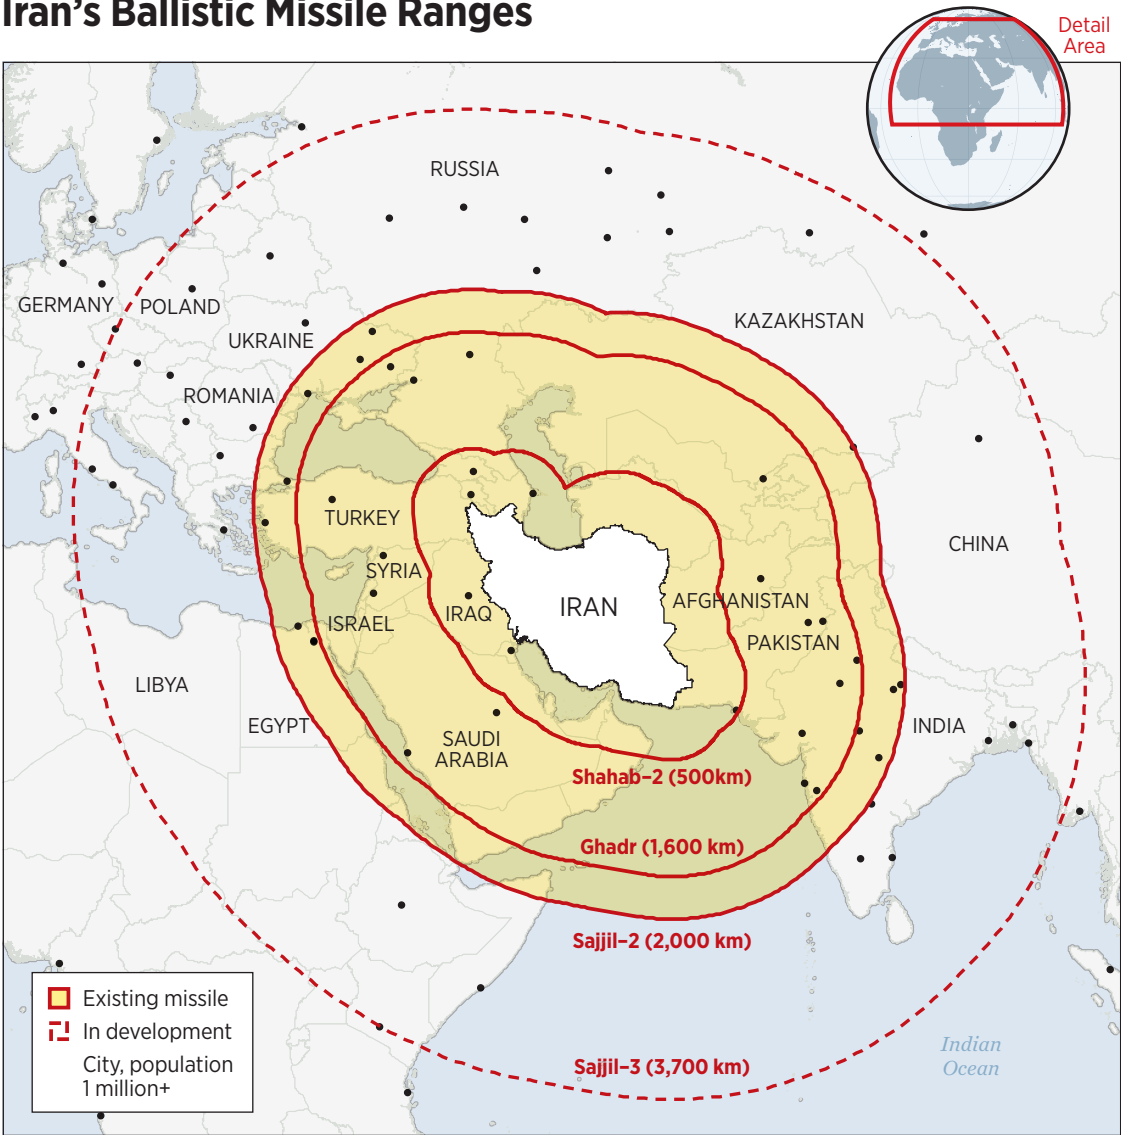 Iran’s Ballistic Missile Ranges
Detail
Area
RUSSIA
GERMANY
POLAND
KAZAKHSTAN
UKRAINE
ROMANIA
TURKEY
CHINA
SYRIA
IRAN
AFGHANISTAN
IRAQ
ISRAEL
PAKISTAN
LIBYA
EGYPT
INDIA
SAUDI
ARABIA
Shahab–2 (500km)
Ghadr (1,600 km)
Sajjil–2 (2,000 km)
Existing missile
In development
City, population
1 million+
Indian
Ocean
Sajjil–3 (3,700 km)